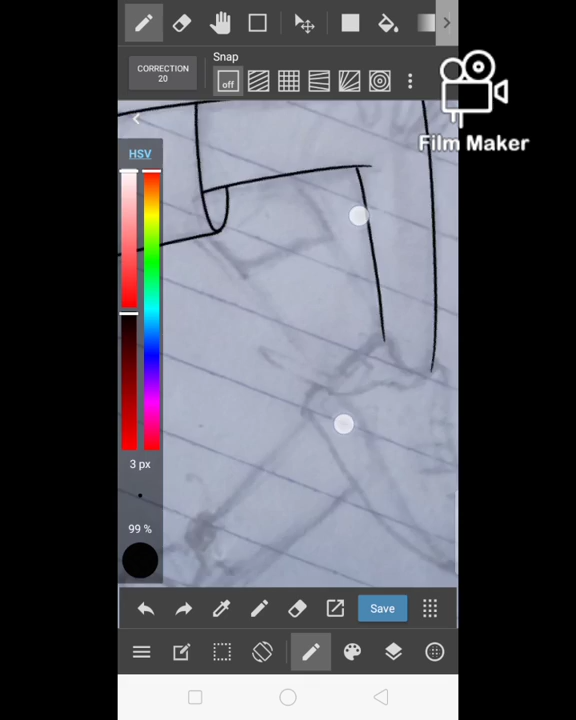 Snap
CORRECTION
20
off
Film Maker
HSV
3 px
99 %
Save